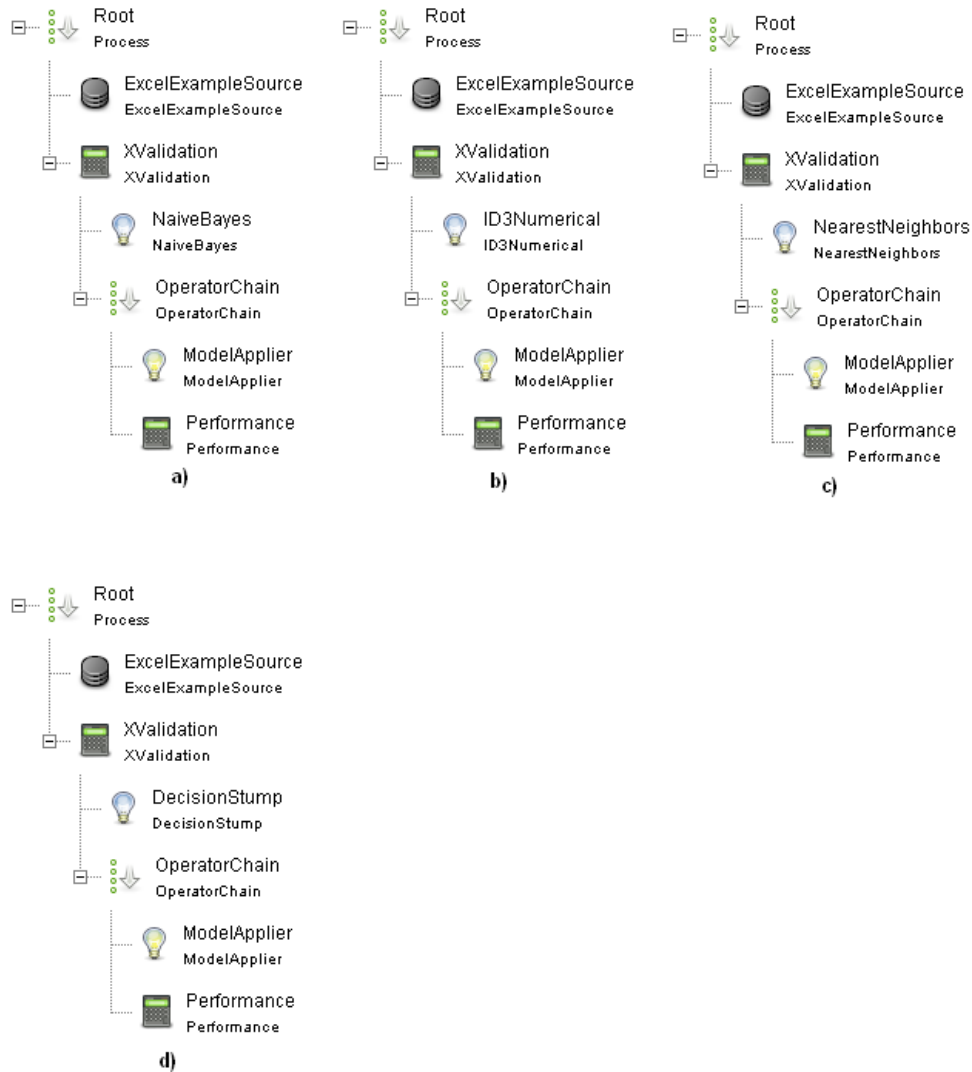 Root
Process
ExcelExampleSource
ExcelExampleSource
XValidation
XValidation
NaiveBayes
NaiveBayes
OperatorChain
OperatorChain
ModelApplier
ModelApplier
Performance
Performance
a)
Root
Process
ExcelExampleSource
ExcelExampleSource
XValidation
XValidation
ID3Numerical
ID3Numerical
OperatorChain
OperatorChain
ModelApplier
ModelApplier
Performance
Performance
b)
Root
Process
ExcelExampleSource
ExcelExampleSource
XValidation
XValidation
NearestNeighbors
NearestNeighbors
OperatorChain
OperatorChain
ModelApplier
ModelApplier
Performance
Performance
c)
Root
Process
ExcelExampleSource
ExcelExampleSource
XValidation
XValidation
DecisionStump
DecisionStump
OperatorChain
OperatorChain
ModelApplier
ModelApplier
Performance
Performance
d)